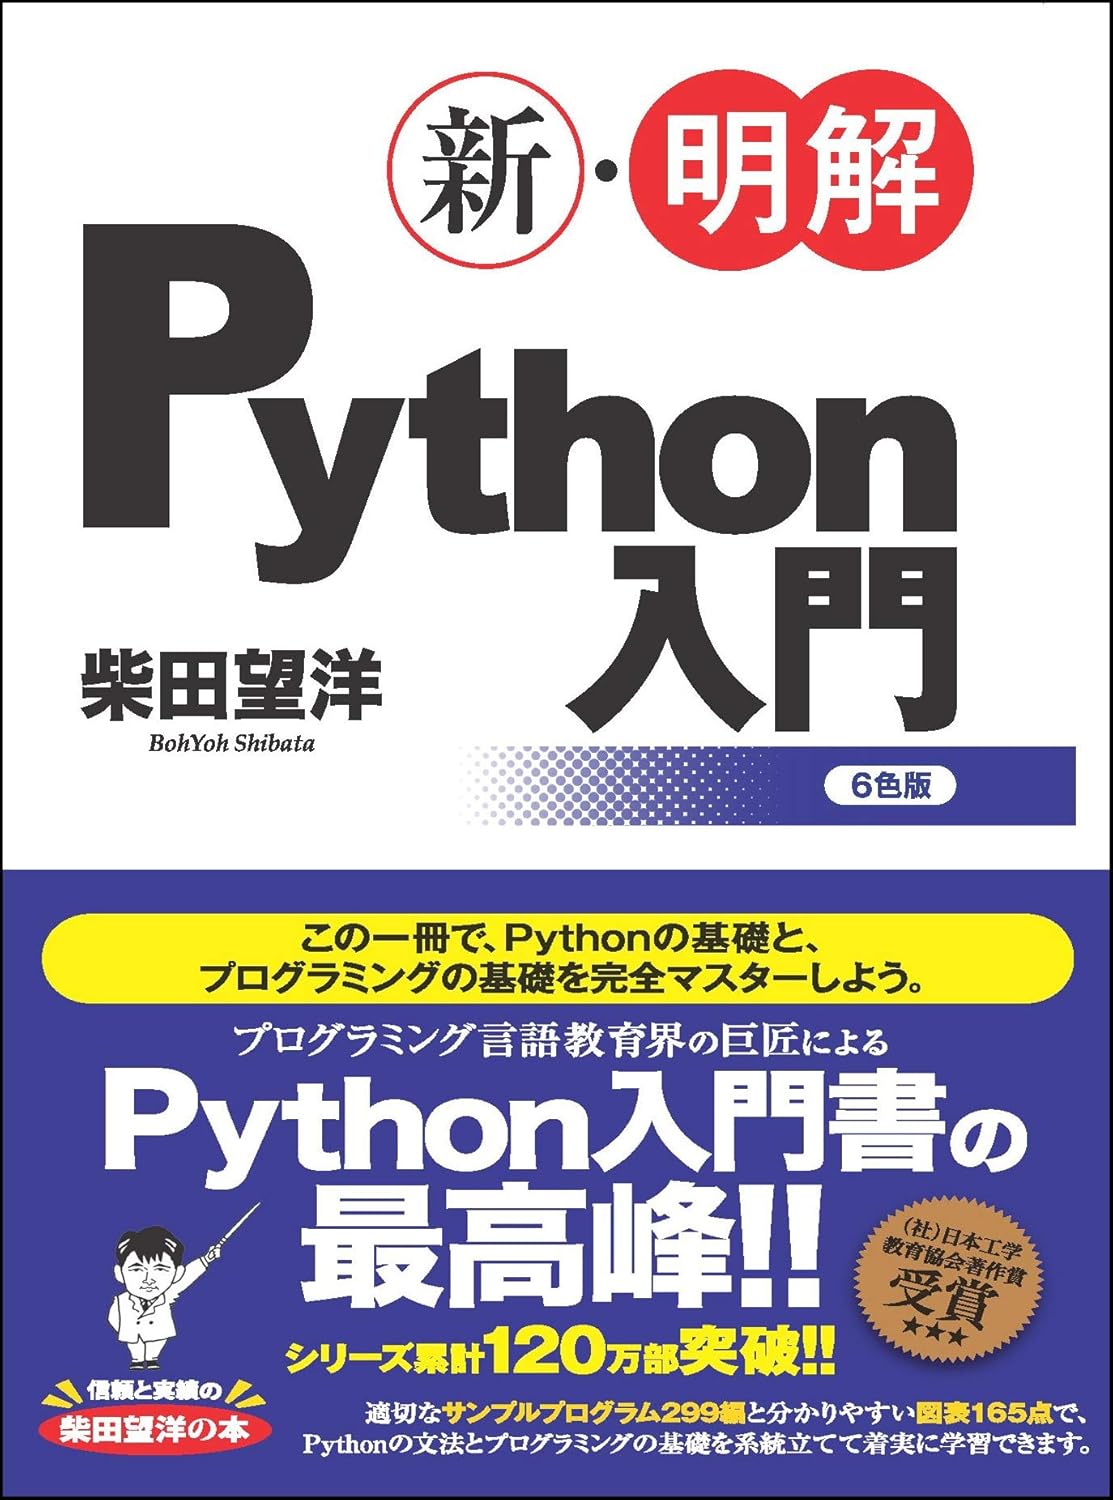 新・明解
Python
入門
柴田望洋
BohYoh Shibata
6色版
この一冊で、Pythonの基礎と、
プログラミングの基礎を完全マスターしよう。
プログラミング言語教育界の巨匠による
Python入門書の
最高峰!!
(社)日本工学
教育協会著作賞
受賞
★★★
シリーズ累計120万部突破!!
信頼と実績の
柴田望洋の本
適切なサンプルプログラム299編と分かりやすい図表165点で、
Pythonの文法とプログラミングの基礎を系統立てて着実に学習できます。